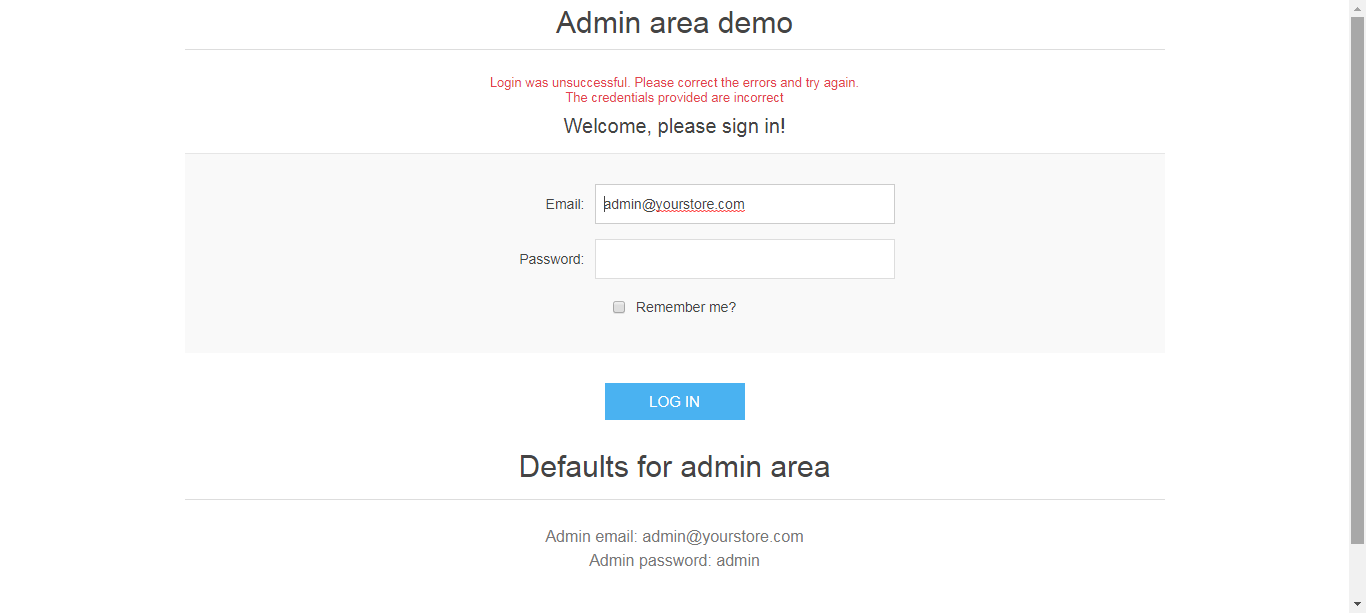 Admin area demo
Login was unsuccessful. Please correct the errors and try again.
The credentials provided are incorrect
Welcome, please sign in!
Email: admin@yourstore.com
Password:
Remember me?
LOG IN
Defaults for admin area
Admin email: admin@yourstore.com
Admin password: admin